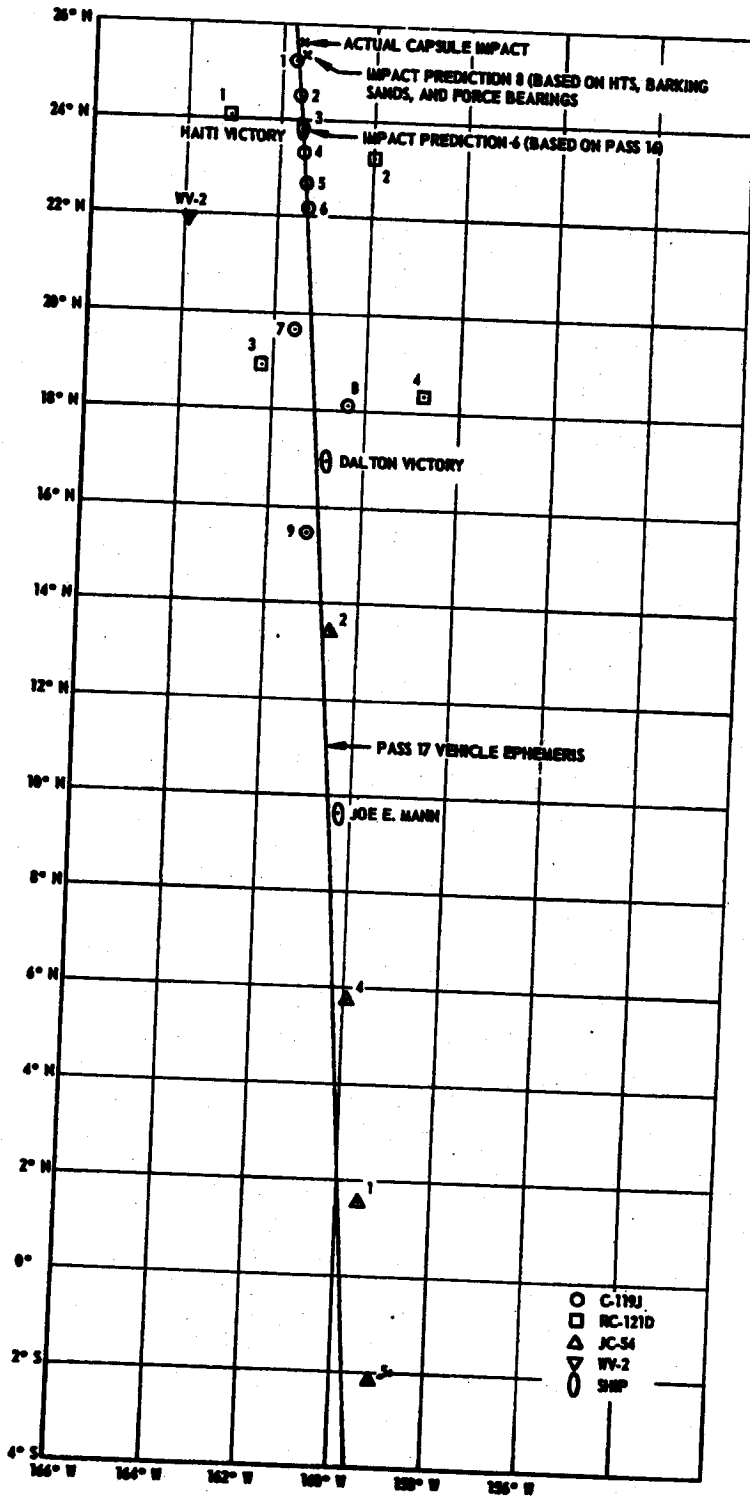 26° N
ACTUAL CAPSULE IMPACT
1
IMPACT PREDICTION 8 (BASED ON HTS, BARKING
SANDS, AND FORCE BEARINGS
1
2
24° N
3
HAITI VICTORY
IMPACT PREDICTION 6 (BASED ON PASS 16)
4
2
5
WV-2
22° N
6
20° N
7
3
8
4
18° N
DALTON VICTORY
16° N
9
14° N
2
12° N
PASS 17 VEHICLE EPHEMERIS
10° N
JOE E. MANN
8° N
6° N
4
4° N
2° N
1
0°
C-119J
RC-121D
JC-54
WV-2
SHIP
2° S
5
4° S
166° W 164° W 162° W 160° W 158° W 156° W